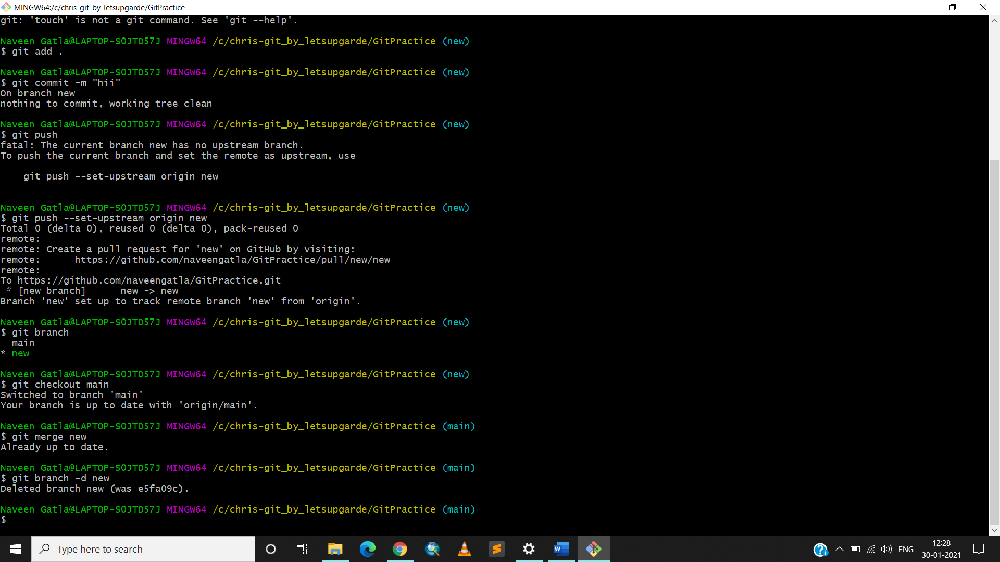 MINGW64:/c/chris-git_by_letsupgarde/GitPractice
git: 'touch' is not a git command. See 'git --help'.
Naveen Gatla@LAPTOP-S0JTD57J MINGW64 /c/chris-git_by_letsupgarde/GitPractice (new)
$ git add .
Naveen Gatla@LAPTOP-S0JTD57J MINGW64 /c/chris-git_by_letsupgarde/GitPractice (new)
$ git commit -m "hii"
On branch new
nothing to commit, working tree clean
Naveen Gatla@LAPTOP-S0JTD57J MINGW64 /c/chris-git_by_letsupgarde/GitPractice (new)
$ git push
fatal: The current branch new has no upstream branch.
To push the current branch and set the remote as upstream, use
    git push --set-upstream origin new
Naveen Gatla@LAPTOP-S0JTD57J MINGW64 /c/chris-git_by_letsupgarde/GitPractice (new)
$ git push --set-upstream origin new
Total 0 (delta 0), reused 0 (delta 0), pack-reused 0
remote:
remote: Create a pull request for 'new' on GitHub by visiting:
remote:      https://github.com/naveengatla/GitPractice/pull/new/new
remote:
To https://github.com/naveengatla/GitPractice.git
 * [new branch]      new -> new
Branch 'new' set up to track remote branch 'new' from 'origin'.
Naveen Gatla@LAPTOP-S0JTD57J MINGW64 /c/chris-git_by_letsupgarde/GitPractice (new)
$ git branch
  main
* new
Naveen Gatla@LAPTOP-S0JTD57J MINGW64 /c/chris-git_by_letsupgarde/GitPractice (new)
$ git checkout main
Switched to branch 'main'
Your branch is up to date with 'origin/main'.
Naveen Gatla@LAPTOP-S0JTD57J MINGW64 /c/chris-git_by_letsupgarde/GitPractice (main)
$ git merge new
Already up to date.
Naveen Gatla@LAPTOP-S0JTD57J MINGW64 /c/chris-git_by_letsupgarde/GitPractice (main)
$ git branch -d new
Deleted branch new (was e5fa09c).
Naveen Gatla@LAPTOP-S0JTD57J MINGW64 /c/chris-git_by_letsupgarde/GitPractice (main)
$
Type here to search
ENG
12:28
30-01-2021